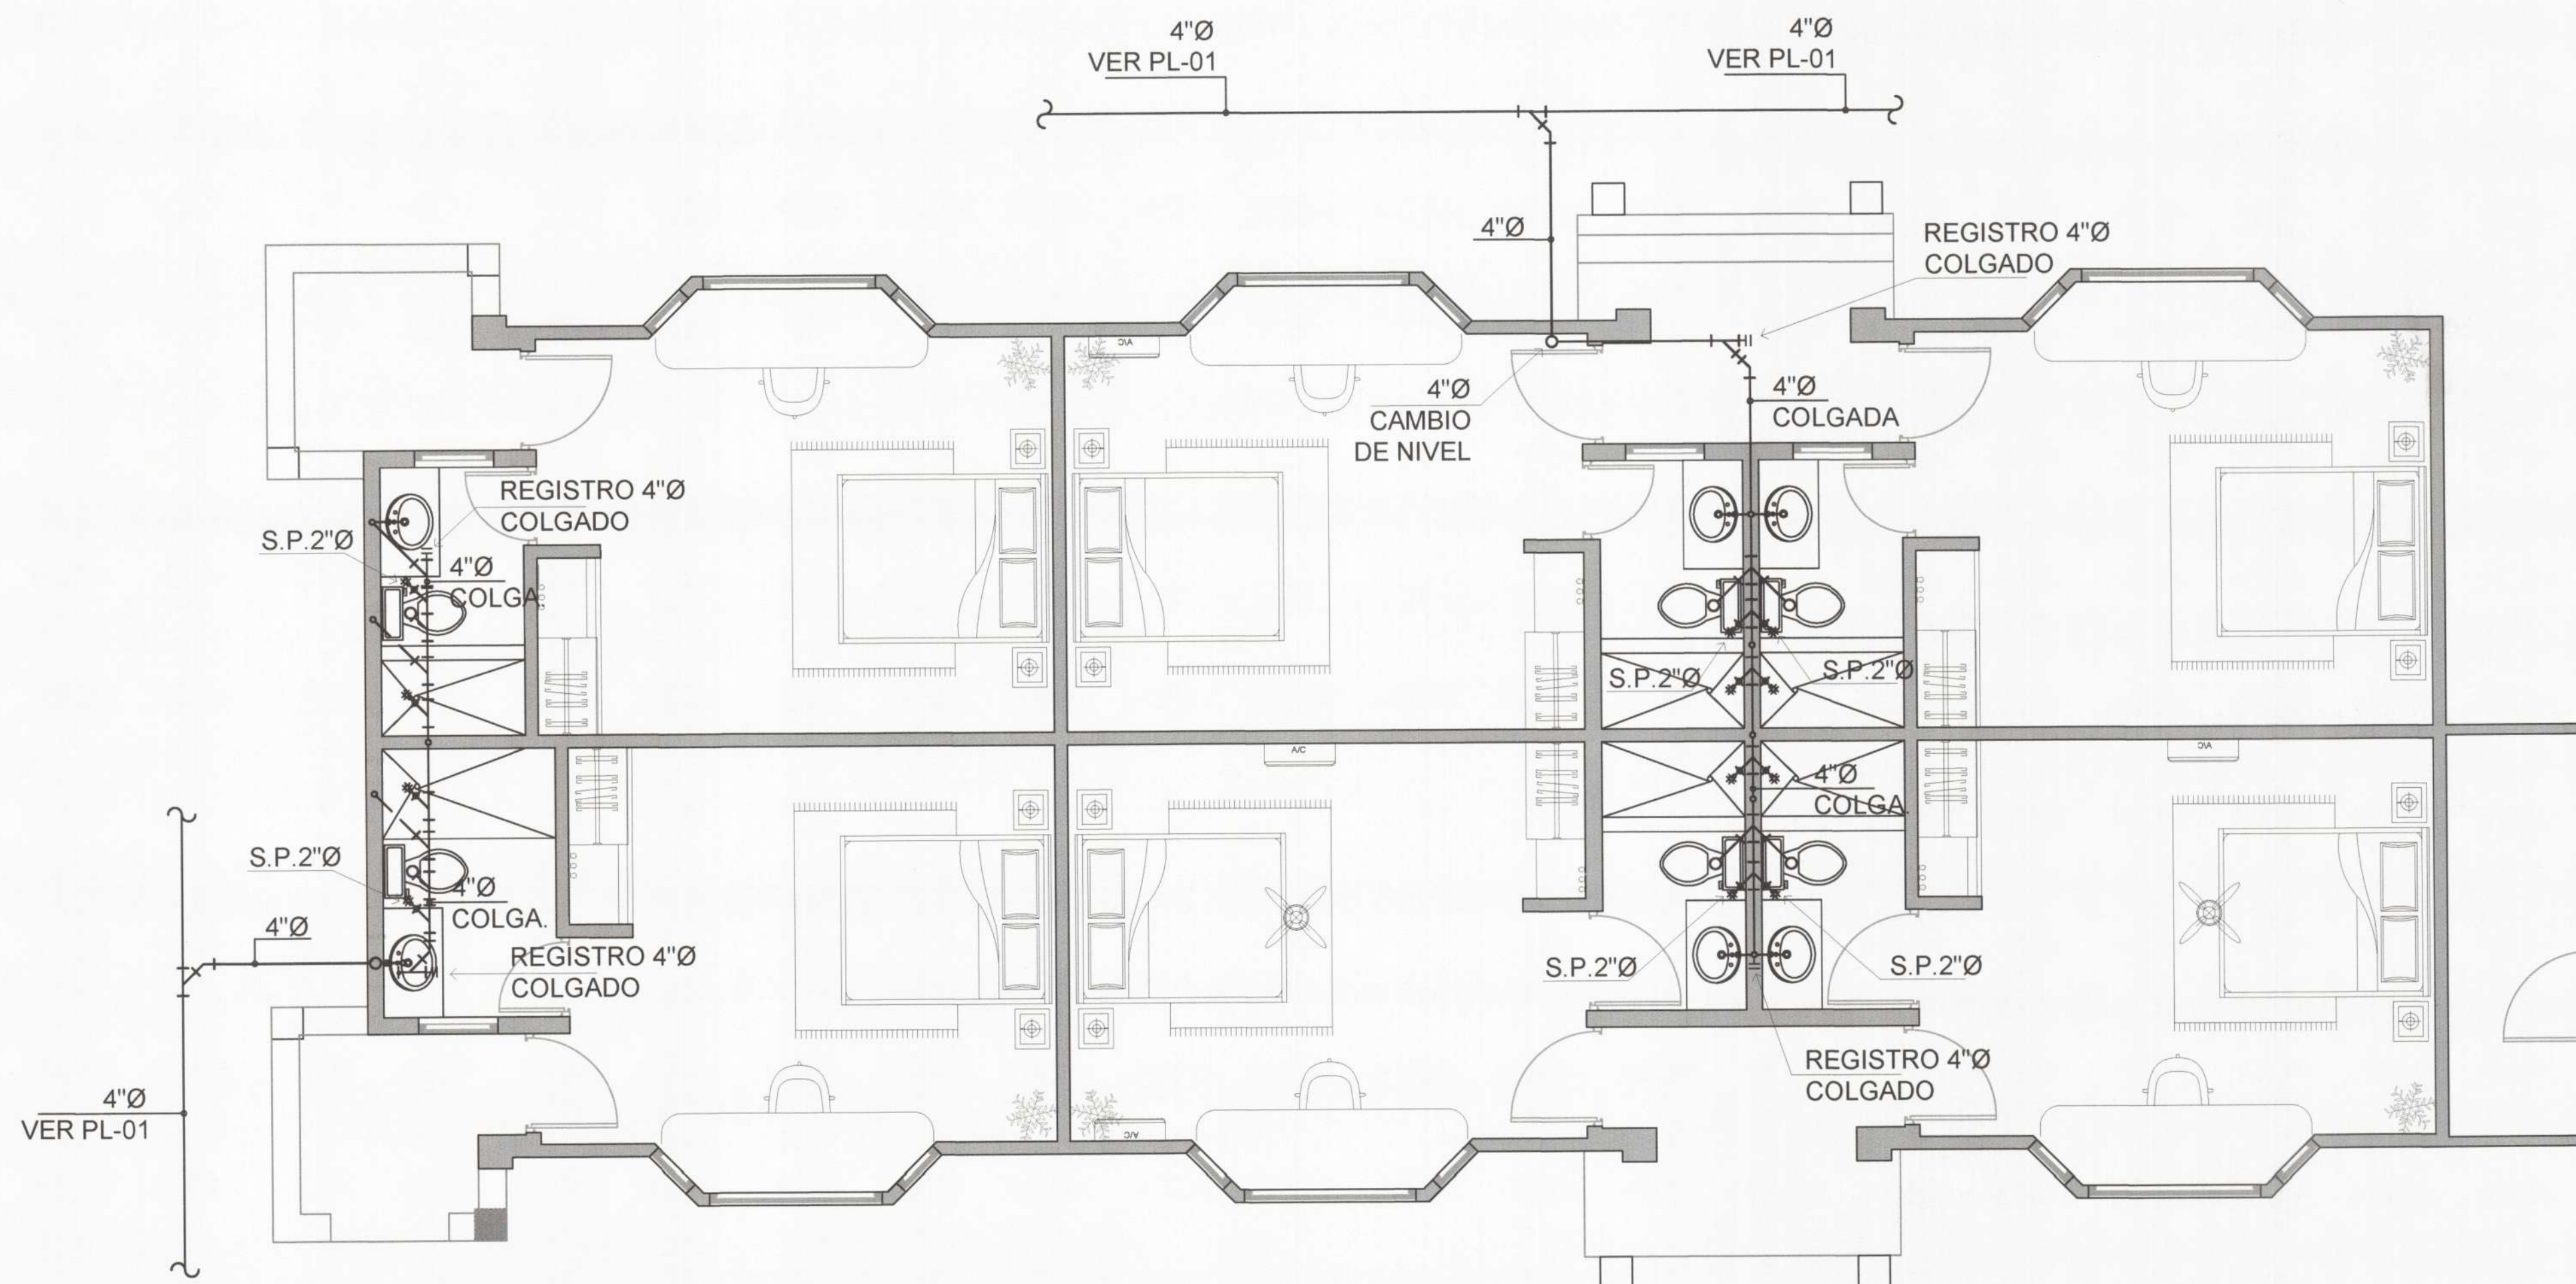 4"Ø
VER PL-01
4"Ø
VER PL-01
4"Ø
REGISTRO 4"Ø
COLGADO
A/C
4"Ø
CAMBIO
DE NIVEL
4"Ø
COLGADA
REGISTRO 4"Ø
COLGADO
S.P.2"Ø
4"Ø
COLGA.
S.P.2"Ø
S.P.2"Ø
A/C
A/C
4"Ø
COLGA.
S.P.2"Ø
4"Ø
COLGA.
4"Ø
REGISTRO 4"Ø
COLGADO
S.P.2"Ø
S.P.2"Ø
REGISTRO 4"Ø
COLGADO
4"Ø
VER PL-01
A/C